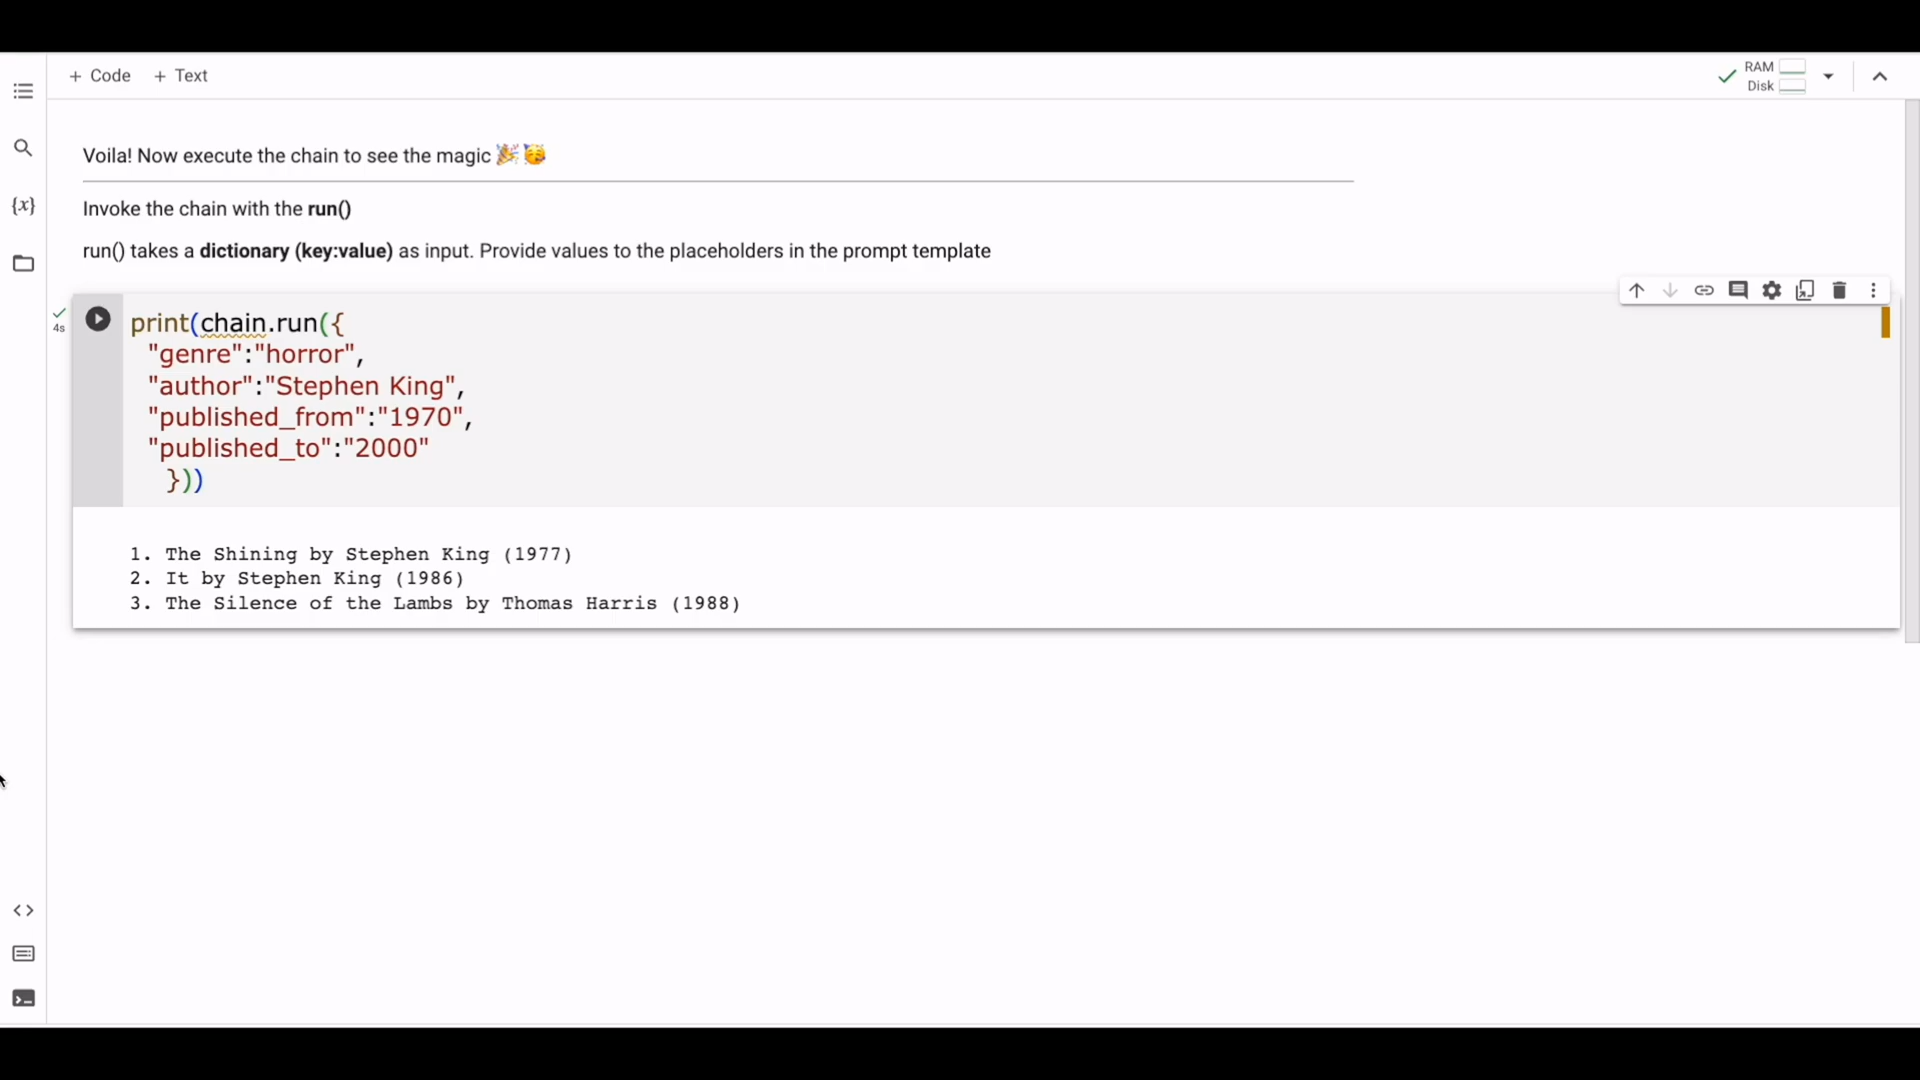 + Code + Text
RAM
Disk
Voila! Now execute the chain to see the magic 🎉🥳
Invoke the chain with the run()
run() takes a dictionary (key:value) as input. Provide values to the placeholders in the prompt template
{x}
4s
print(chain.run({
"genre":"horror",
"author":"Stephen King",
"published_from":"1970",
"published_to":"2000"
}))
1. The Shining by Stephen King (1977)
2. It by Stephen King (1986)
3. The Silence of the Lambs by Thomas Harris (1988)